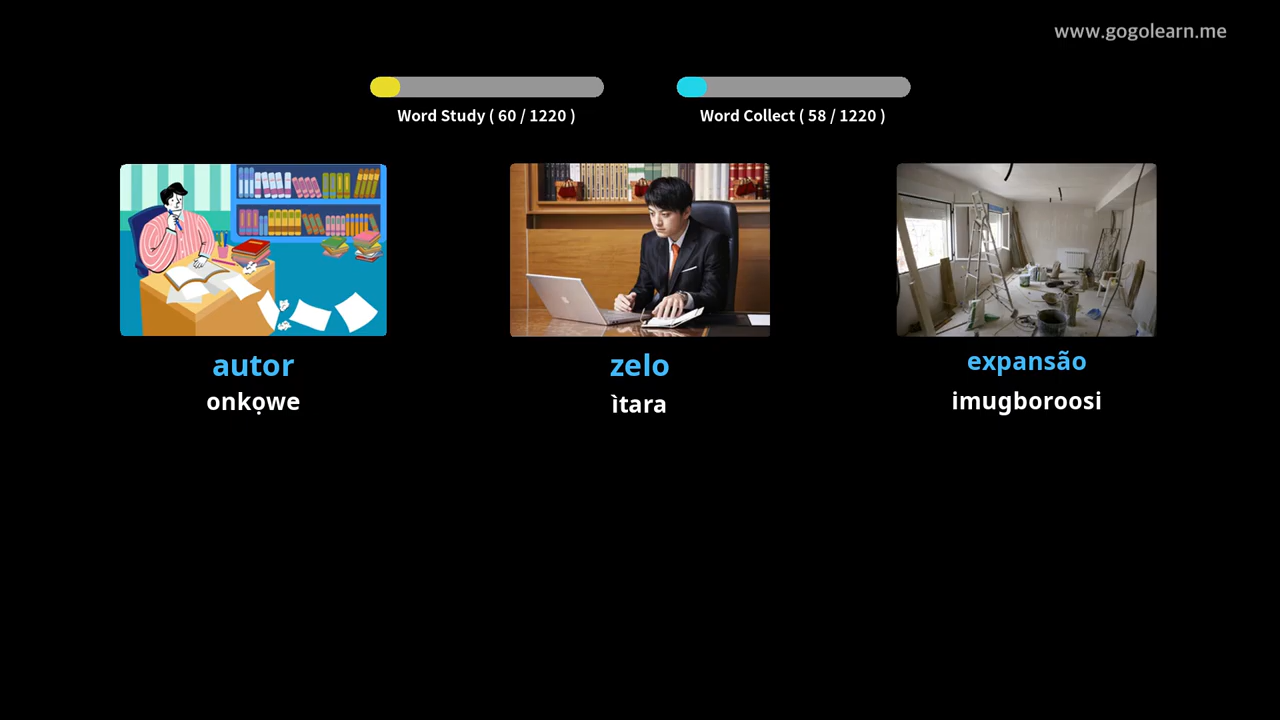 www.gogolearn.me
Word Study ( 60 / 1220 )
Word Collect ( 58 / 1220 )
autor
onkọwe
zelo
ìtara
expansão
imugboroosi